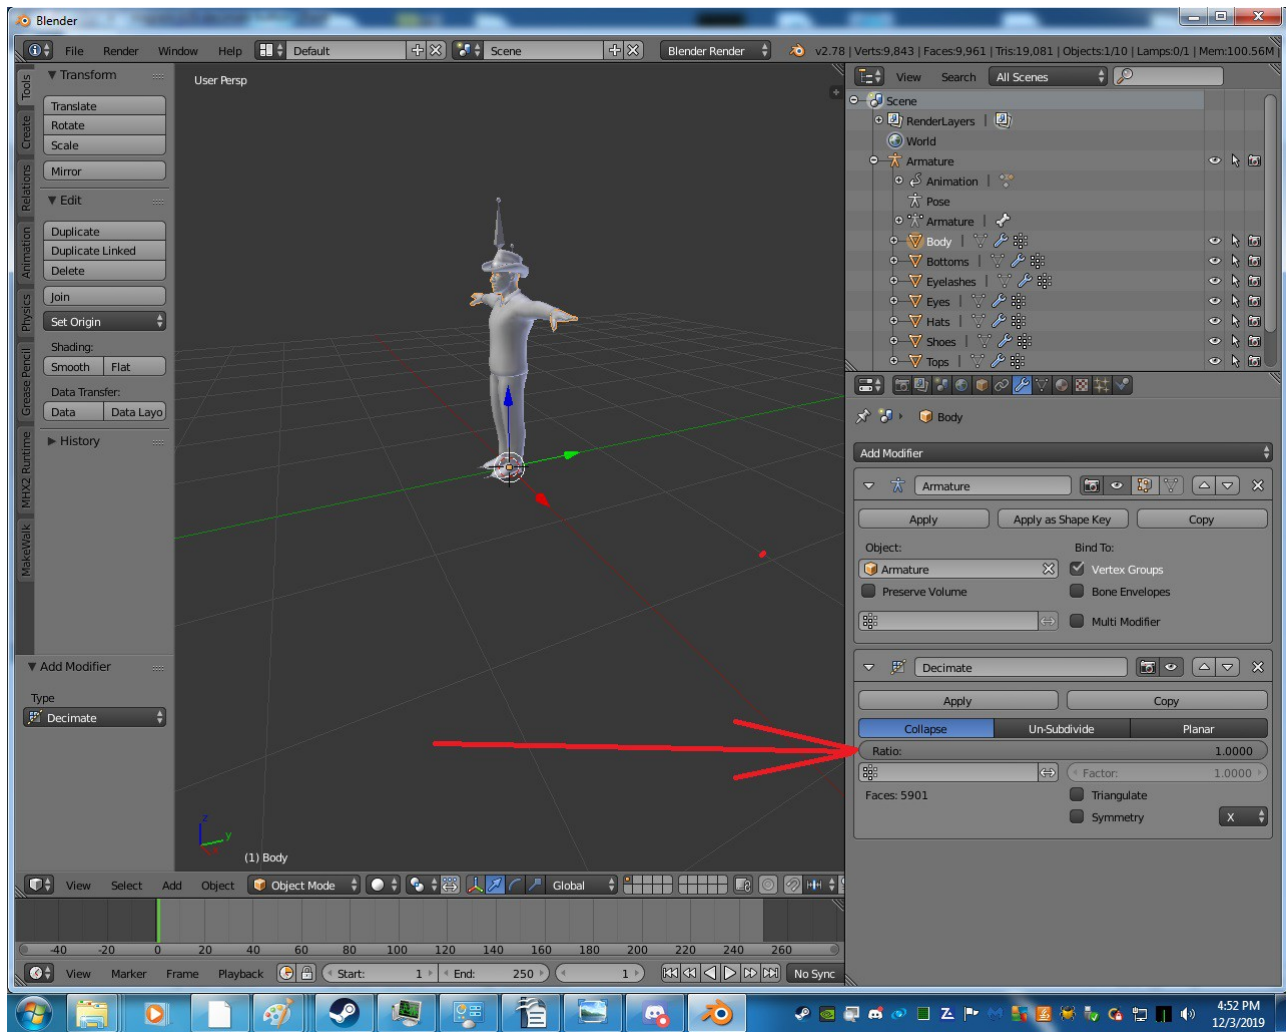 Blender
File Render Window Help Default Scene Blender Render v2.78 | Verts:9,843 | Faces:9,961 | Tris:19,081 | Objects:1/10 | Lamps:0/1 | Mem:100.56M
Tools
Create
Relations
Animation
Physics
Grease Pencil
MHX2 Runtime
MakeWalk
Transform
Translate
Rotate
Scale
Mirror
Edit
Duplicate
Duplicate Linked
Delete
Join
Set Origin
Shading:
Smooth Flat
Data Transfer:
Data Data Layo
History
Add Modifier
Type
Decimate
User Persp
z
y
(1) Body
View Select Add Object Object Mode Global
-40 -20 0 20 40 60 80 100 120 140 160 180 200 220 240 260
View Marker Frame Playback Start: 1 End: 250 1 No Sync
View Search All Scenes
Scene
RenderLayers |
World
Armature
Animation |
Pose
Armature |
Body |
Bottoms |
Eyelashes |
Eyes |
Hats |
Shoes |
Tops |
Body
Add Modifier
Armature
Apply Apply as Shape Key Copy
Object: Bind To:
Armature Vertex Groups
Preserve Volume Bone Envelopes
Multi Modifier
Decimate
Apply Copy
Collapse Un-Subdivide Planar
Ratio: 1.0000
Factor: 1.0000
Faces: 5901 Triangulate
Symmetry X
4:52 PM
12/3/2019